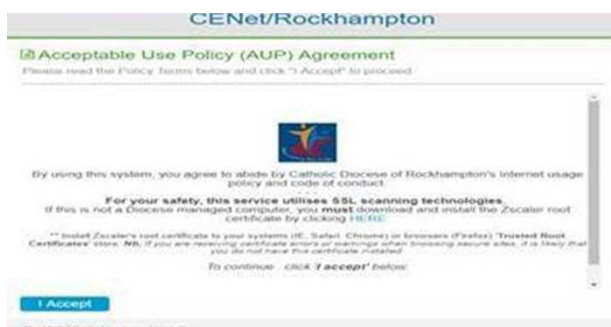 CENet/Rockhampton
Acceptable Use Policy (AUP) Agreement
Please read the Policy Terms below and click "I Accept" to proceed
By using this system, you agree to abide by Catholic Diocese of Rockhampton's Internet usage
policy and code of conduct.
For your safety, this service utilises SSL scanning technologies.
If this is not a Diocese managed computer, you must download and install the Zscaler root
certificate by clicking HERE
** Install Zscaler's root certificate to your systems (IE, Safari, Chrome) or browsers (Firefox) 'Trusted Root
Certificates' store. NB, if you are receiving certificate errors or warnings when browsing secure sites, it is likely that
you do not have this certificate installed
To continue click 'I accept' below
I Accept